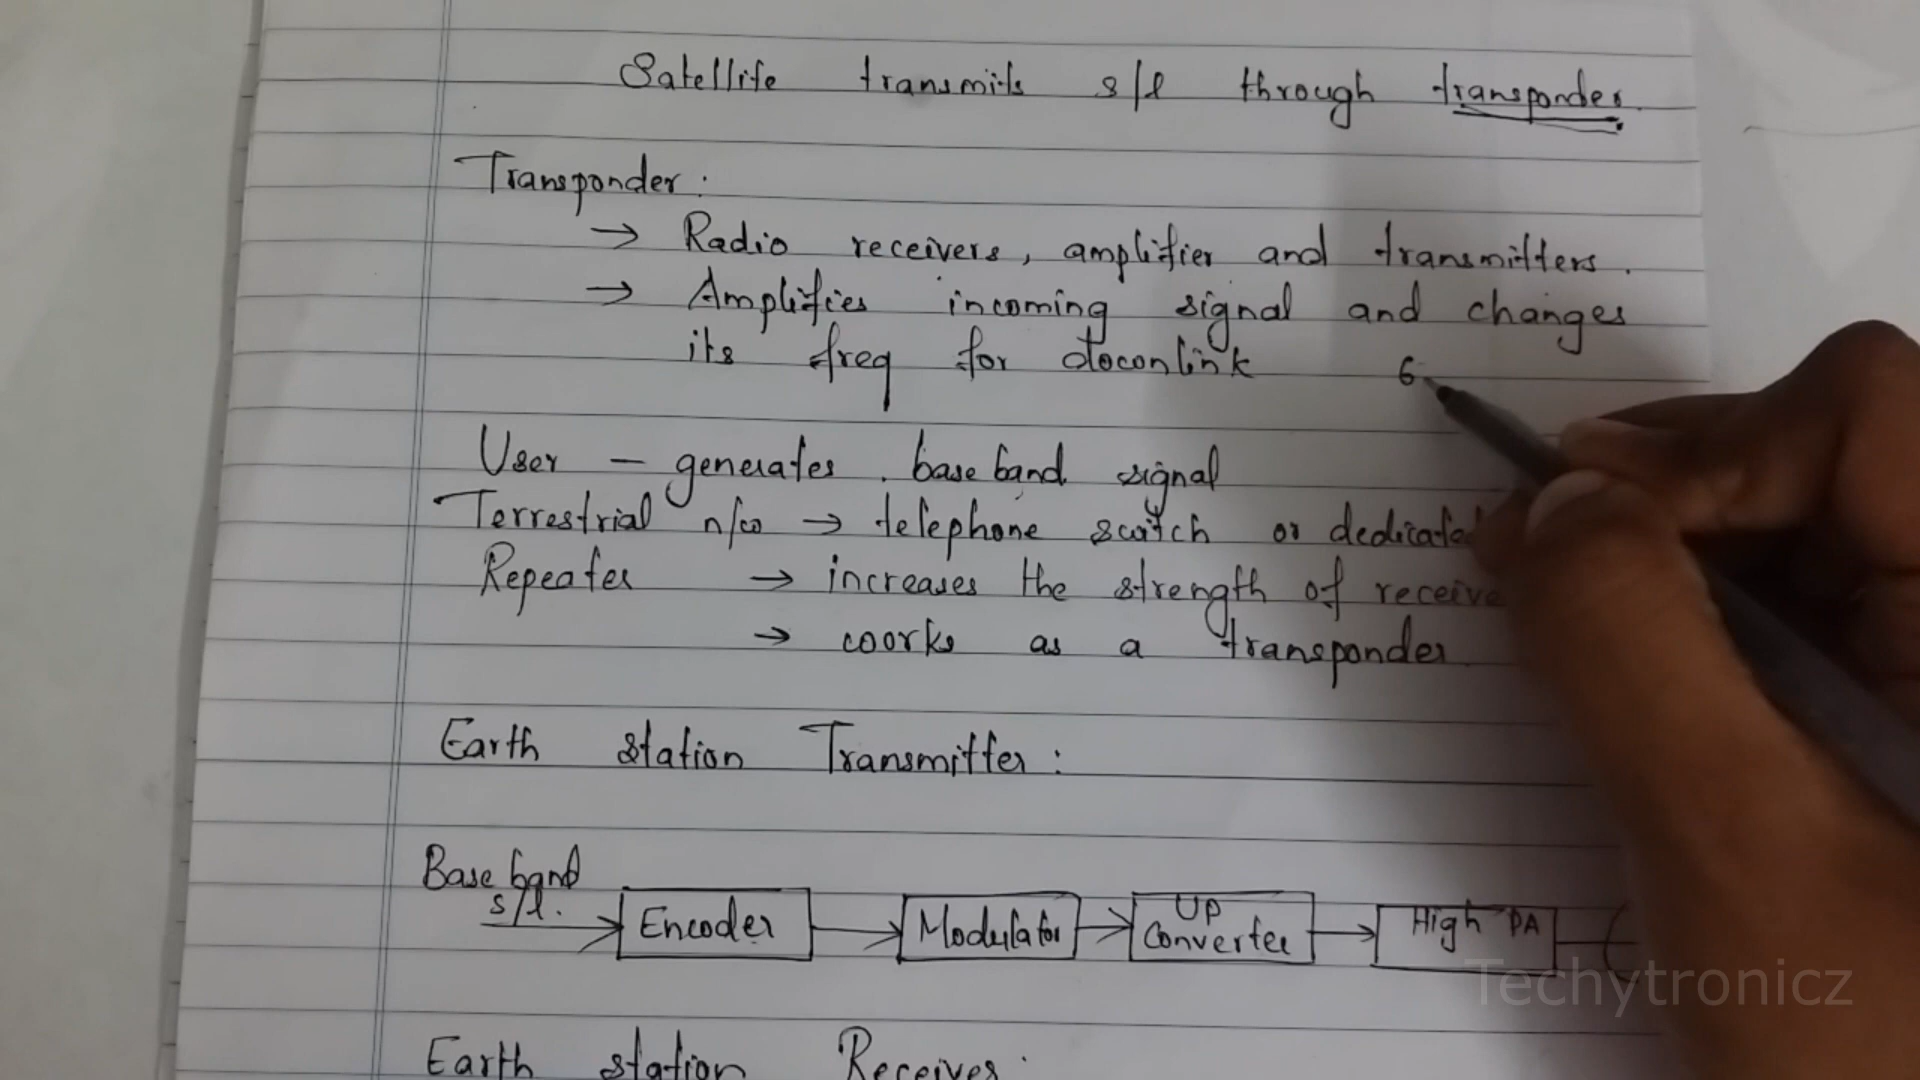 Satellite transmits s/l through transponder.
Transponder:
→ Radio receivers, amplifier and transmitters.
→ Amplifies incoming signal and changes
its freq for downlink 6
User - generates base band signal
Terrestrial n/w → telephone switch or dedicated
Repeater → increases the strength of receive
→ works as a transponder
Earth station Transmitter:
Base band
s/l.
Encoder
Modulator
UP
Converter
High PA
Techytronicz
Earth station Receiver: